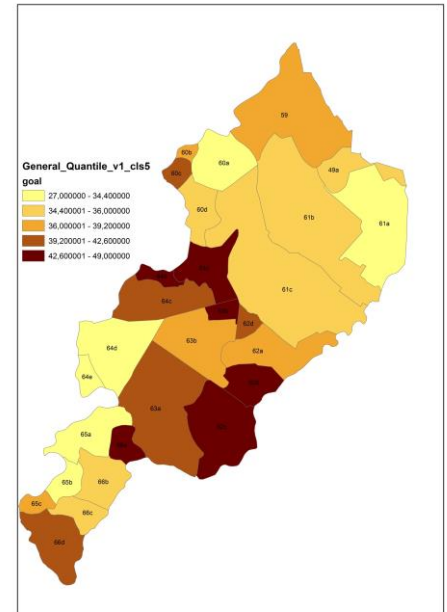 59
60b
60a
60c
49a
General_Quantile_v1_cls5
goal
27,000000 - 34,400000
34,400001 - 36,000000
36,000001 - 39,200000
39,200001 - 42,600000
42,600001 - 49,000000
60d
61b
61a
61c
64c
62d
64d
63b
62a
64e
63a
65a
65b
66b
65c
66c
66d